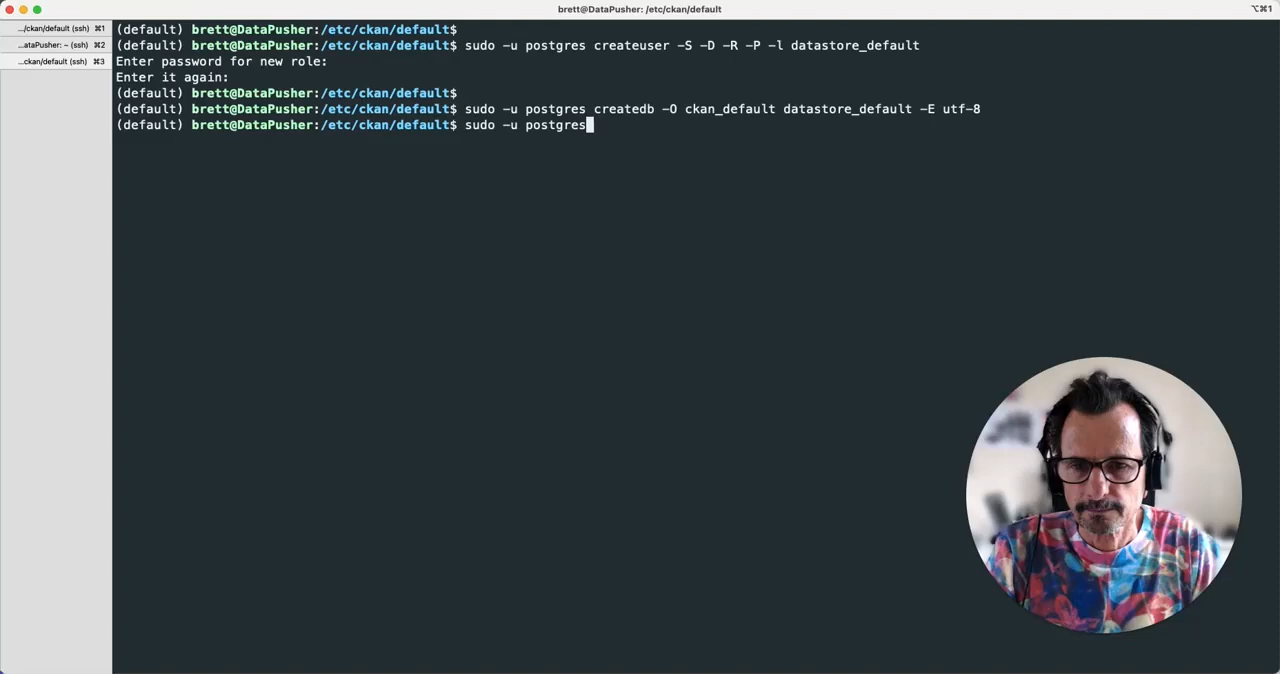 brett@DataPusher: /etc/ckan/default
⌥⌘1
.../ckan/default (ssh) ⌘1
...ataPusher: ~ (ssh) ⌘2
...ckan/default (ssh) ⌘3
(default) brett@DataPusher:/etc/ckan/default$
(default) brett@DataPusher:/etc/ckan/default$ sudo -u postgres createuser -S -D -R -P -l datastore_default
Enter password for new role:
Enter it again:
(default) brett@DataPusher:/etc/ckan/default$
(default) brett@DataPusher:/etc/ckan/default$ sudo -u postgres createdb -O ckan_default datastore_default -E utf-8
(default) brett@DataPusher:/etc/ckan/default$ sudo -u postgres